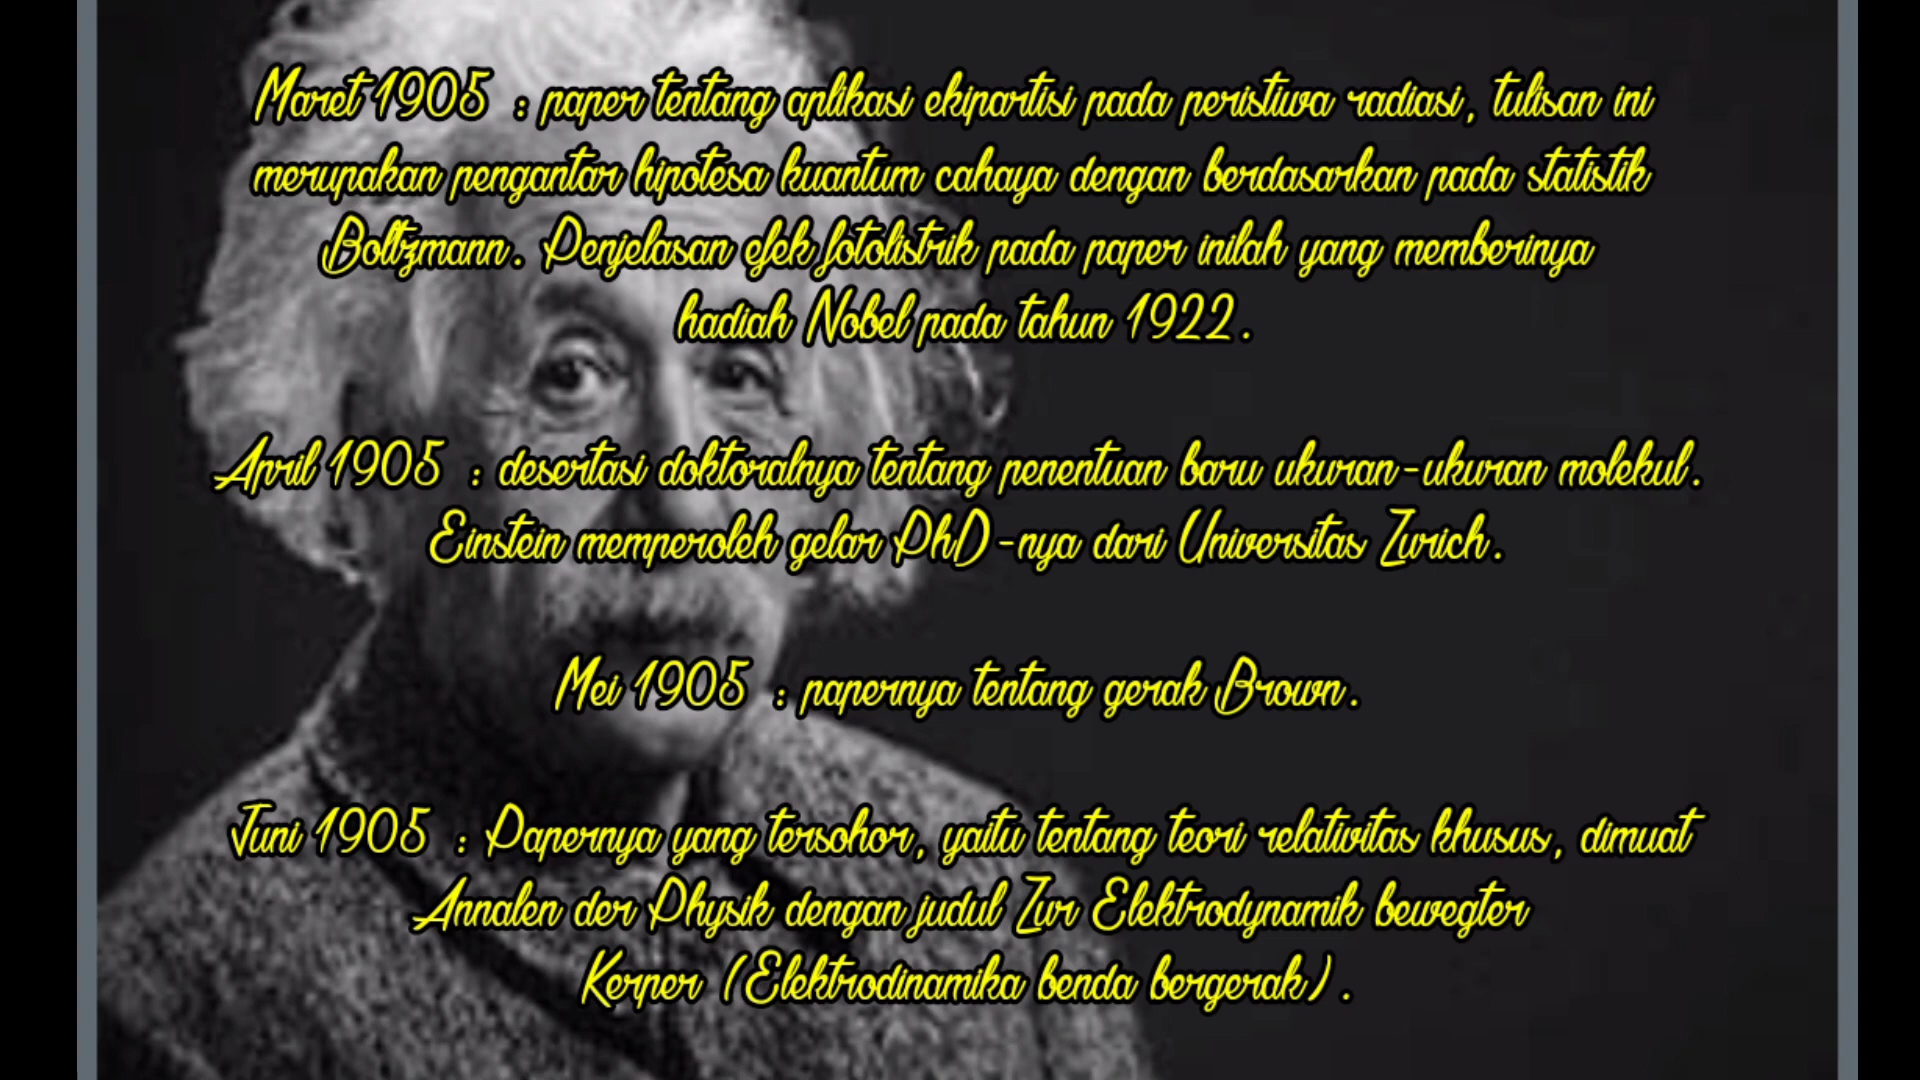 Maret 1905 : paper tentang aplikasi ekipartisi pada peristiwa radiasi, tulisan ini
merupakan pengantar hipotesa kuantum cahaya dengan berdasarkan pada statistik
Boltzmann. Penjelasan efek fotolistrik pada paper inilah yang memberinya
hadiah Nobel pada tahun 1922.
April 1905 : desertasi doktoralnya tentang penentuan baru ukuran-ukuran molekul.
Einstein memperoleh gelar PhD-nya dari Universitas Zurich.
Mei 1905 : papernya tentang gerak Brown.
Juni 1905 : Papernya yang tersohor, yaitu tentang teori relativitas khusus, dimuat
Annalen der Physik dengan judul Zur Elektrodynamik bewegter
Kerper (Elektrodinamika benda bergerak).